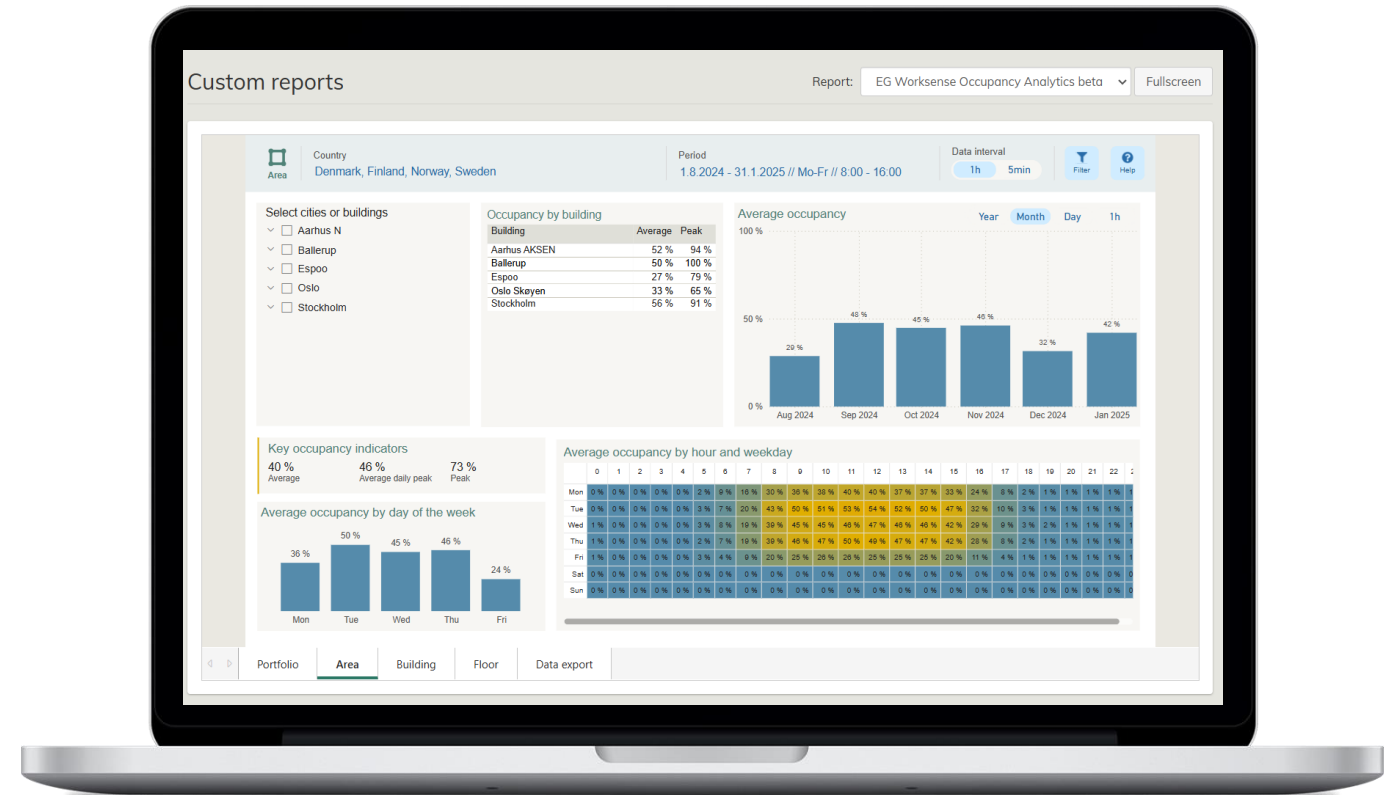 Custom reports
Report: EG Worksense Occupancy Analytics beta Fullscreen
Area
Country
Denmark, Finland, Norway, Sweden
Period
1.8.2024 - 31.1.2025 // Mo-Fr // 8:00 - 16:00
Data interval
1h 5min
Filter
Help
Select cities or buildings
Aarhus N
Ballerup
Espoo
Oslo
Stockholm
Occupancy by building
Building Average Peak
Aarhus AKSEN 52 % 94 %
Ballerup 50 % 100 %
Espoo 27 % 79 %
Oslo Skøyen 33 % 65 %
Stockholm 56 % 91 %
Average occupancy
Year Month Day 1h
100 %
50 %
0 %
29 % 48 % 45 % 46 % 32 % 42 %
Aug 2024 Sep 2024 Oct 2024 Nov 2024 Dec 2024 Jan 2025
Key occupancy indicators
40 % 46 % 73 %
Average Average daily peak Peak
Average occupancy by day of the week
36 % 50 % 45 % 46 % 24 %
Mon Tue Wed Thu Fri
Average occupancy by hour and weekday
0 1 2 3 4 5 6 7 8 9 10 11 12 13 14 15 16 17 18 19 20 21 22
Mon 0 % 0 % 0 % 0 % 0 % 2 % 9 % 16 % 30 % 36 % 38 % 40 % 40 % 37 % 37 % 33 % 24 % 8 % 2 % 1 % 1 % 1 % 1 %
Tue 0 % 0 % 0 % 0 % 0 % 3 % 7 % 20 % 43 % 50 % 51 % 53 % 54 % 52 % 50 % 47 % 32 % 10 % 3 % 1 % 1 % 1 % 1 %
Wed 1 % 0 % 0 % 0 % 0 % 3 % 8 % 19 % 39 % 45 % 45 % 46 % 47 % 46 % 46 % 42 % 29 % 9 % 3 % 2 % 1 % 1 % 1 %
Thu 1 % 0 % 0 % 0 % 0 % 2 % 7 % 19 % 39 % 46 % 47 % 50 % 49 % 47 % 47 % 42 % 28 % 8 % 2 % 1 % 1 % 1 % 1 %
Fri 1 % 0 % 0 % 0 % 0 % 3 % 4 % 9 % 20 % 25 % 26 % 26 % 25 % 25 % 25 % 20 % 11 % 4 % 1 % 1 % 1 % 1 % 1 %
Sat 0 % 0 % 0 % 0 % 0 % 0 % 0 % 0 % 0 % 0 % 0 % 0 % 0 % 0 % 0 % 0 % 0 % 0 % 0 % 0 % 0 % 0 % 0 %
Sun 0 % 0 % 0 % 0 % 0 % 0 % 0 % 0 % 0 % 0 % 0 % 0 % 0 % 0 % 0 % 0 % 0 % 0 % 0 % 0 % 0 % 0 % 0 %
Portfolio Area Building Floor Data export